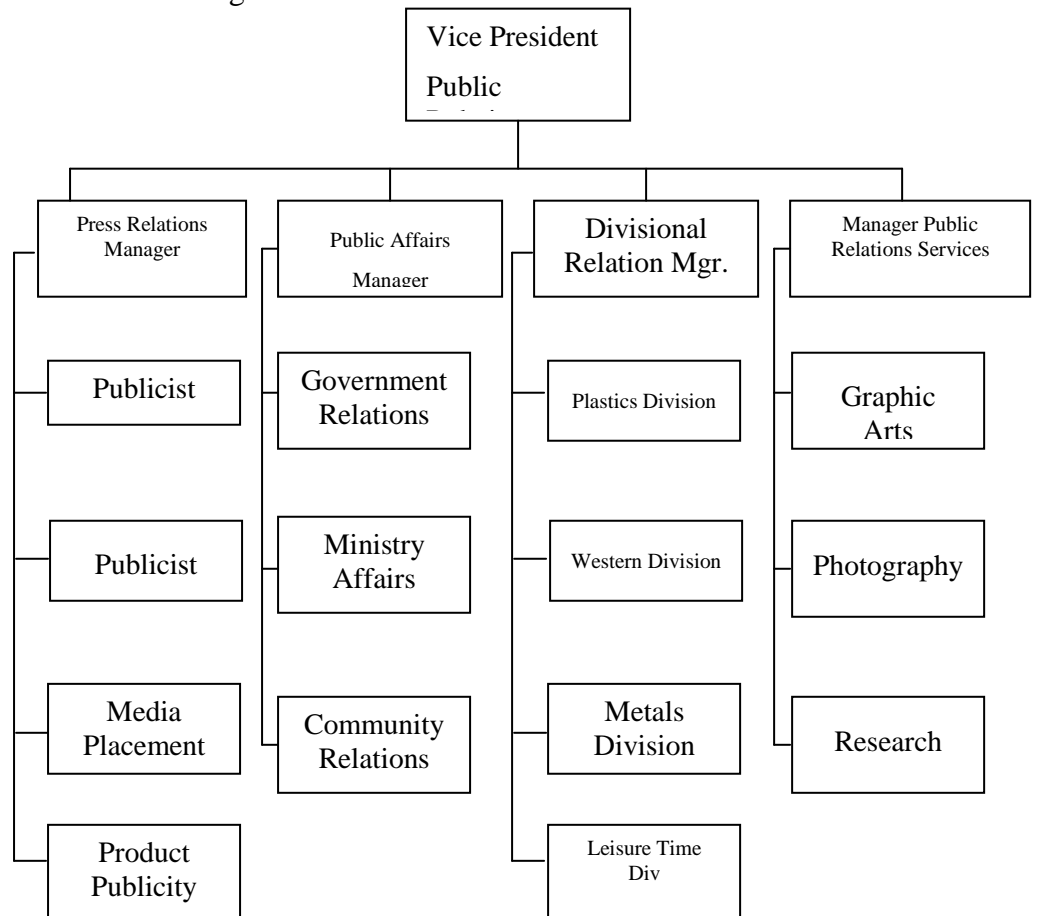 Vice President
Public
Press Relations
Manager
Public Affairs
Manager
Divisional
Relation Mgr.
Manager Public
Relations Services
Publicist
Government
Relations
Plastics Division
Graphic
Arts
Publicist
Ministry
Affairs
Western Division
Photography
Media
Placement
Community
Relations
Metals
Division
Research
Product
Publicity
Leisure Time
Div